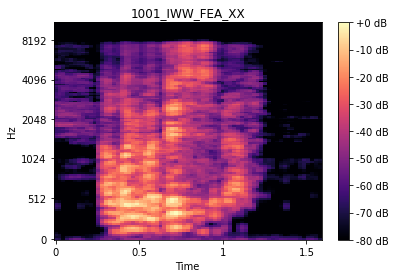 1001_IWW_FEA_XX
Hz
8192
4096
2048
1024
512
0
0
0.5
1
1.5
Time
+0 dB
-10 dB
-20 dB
-30 dB
-40 dB
-50 dB
-60 dB
-70 dB
-80 dB